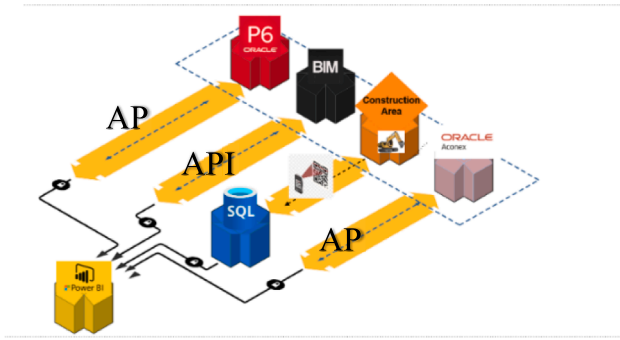 P6
ORACLE
BIM
Construction
Area
ORACLE
Aconex
AP
API
SQL
AP
Power BI